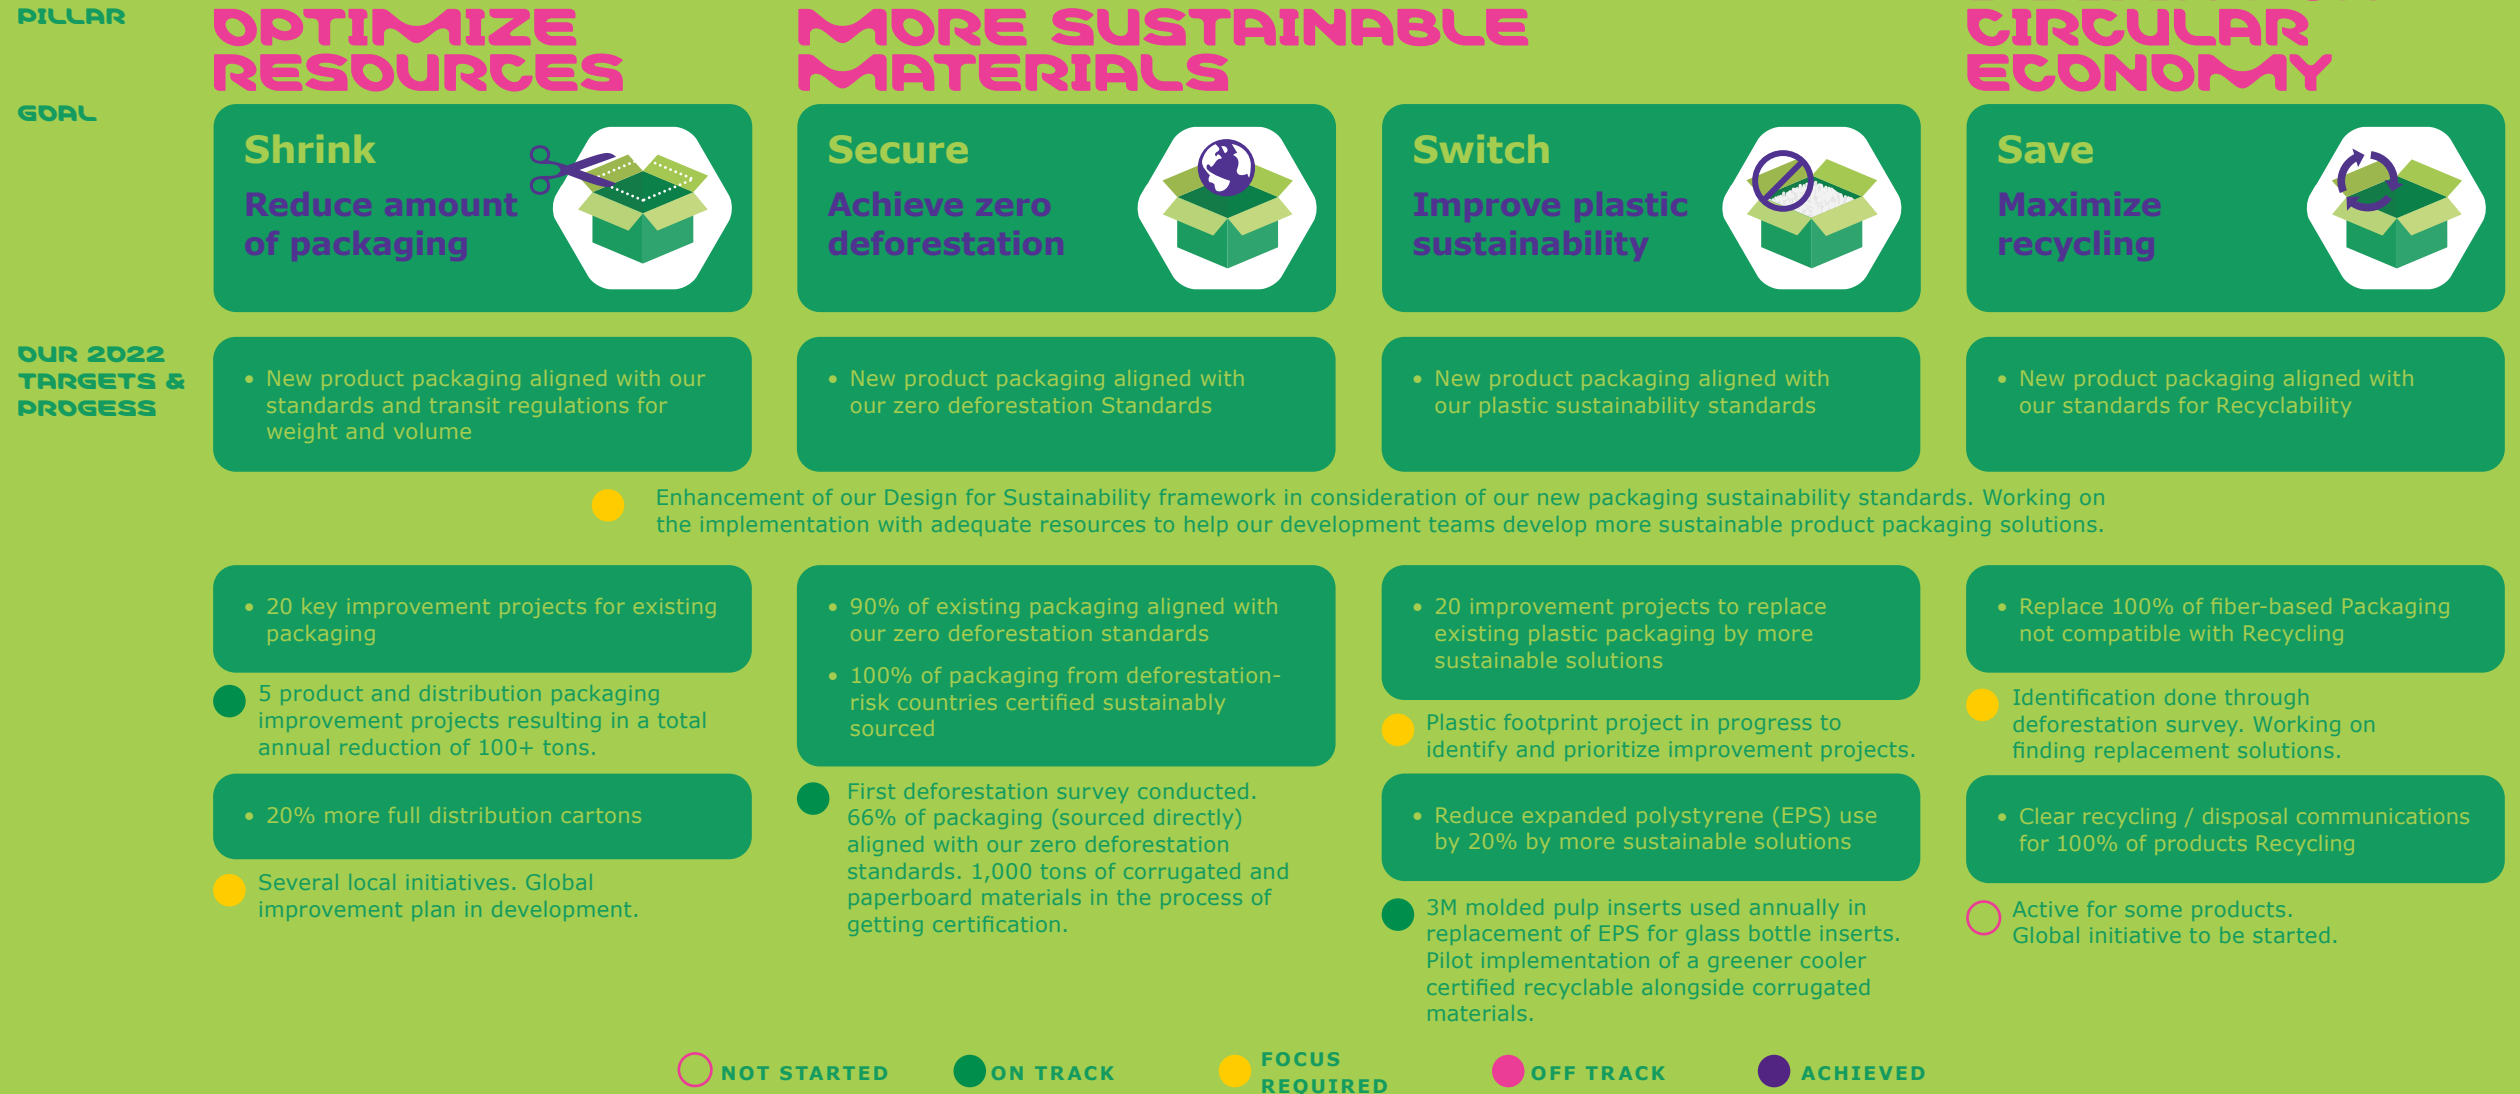 PILLAR
OPTIMIZE
RESOURCES
MORE SUSTAINABLE
MATERIALS
CIRCULAR
ECONOMY
GOAL
Shrink
Reduce amount
of packaging
Secure
Achieve zero
deforestation
Switch
Improve plastic
sustainability
Save
Maximize
recycling
OUR 2022
TARGETS &
PROGESS
• New product packaging aligned with our
standards and transit regulations for
weight and volume
• New product packaging aligned with
our zero deforestation Standards
• New product packaging aligned with
our plastic sustainability standards
• New product packaging aligned with
our standards for Recyclability
Enhancement of our Design for Sustainability framework in consideration of our new packaging sustainability standards. Working on
the implementation with adequate resources to help our development teams develop more sustainable product packaging solutions.
• 20 key improvement projects for existing
packaging
5 product and distribution packaging
improvement projects resulting in a total
annual reduction of 100+ tons.
• 20% more full distribution cartons
Several local initiatives. Global
improvement plan in development.
• 90% of existing packaging aligned with
our zero deforestation standards
• 100% of packaging from deforestation-
risk countries certified sustainably
sourced
First deforestation survey conducted.
66% of packaging (sourced directly)
aligned with our zero deforestation
standards. 1,000 tons of corrugated and
paperboard materials in the process of
getting certification.
• 20 improvement projects to replace
existing plastic packaging by more
sustainable solutions
Plastic footprint project in progress to
identify and prioritize improvement projects.
• Reduce expanded polystyrene (EPS) use
by 20% by more sustainable solutions
3M molded pulp inserts used annually in
replacement of EPS for glass bottle inserts.
Pilot implementation of a greener cooler
certified recyclable alongside corrugated
materials.
• Replace 100% of fiber-based Packaging
not compatible with Recycling
Identification done through
deforestation survey. Working on
finding replacement solutions.
• Clear recycling / disposal communications
for 100% of products Recycling
Active for some products.
Global initiative to be started.
NOT STARTED
ON TRACK
FOCUS
REQUIRED
OFF TRACK
ACHIEVED